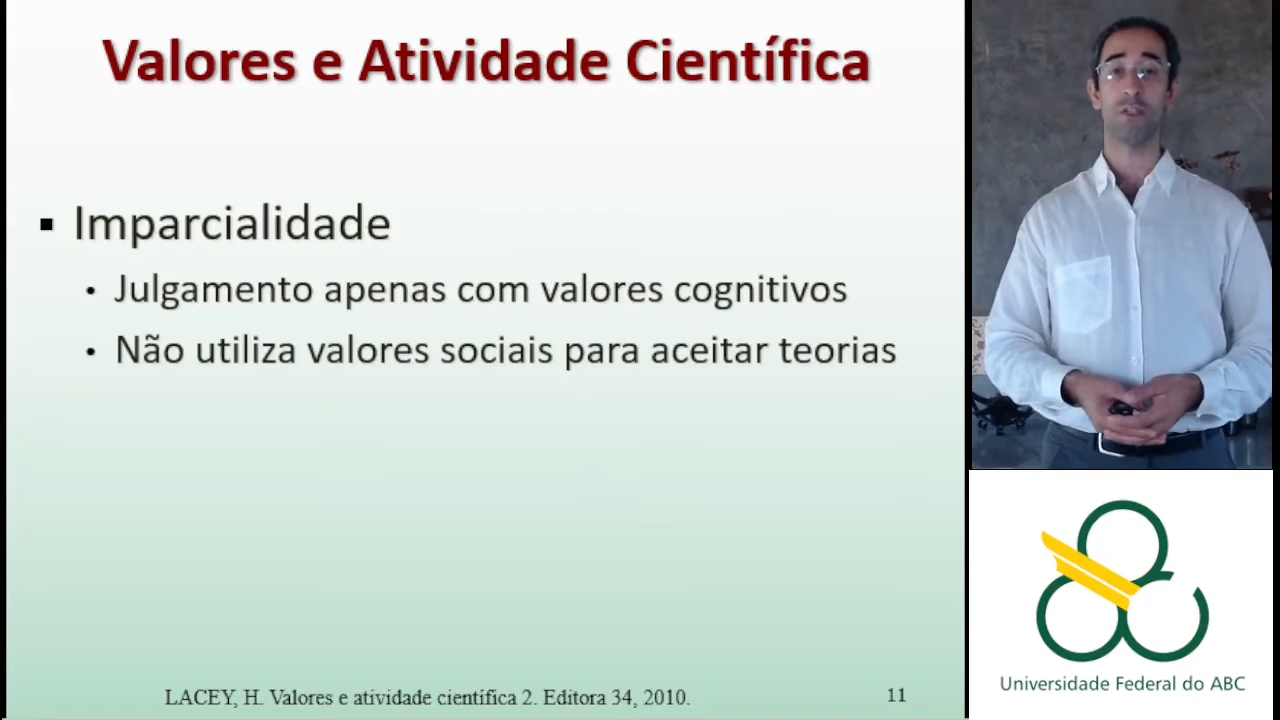 Valores e Atividade Científica
▪ Imparcialidade
• Julgamento apenas com valores cognitivos
• Não utiliza valores sociais para aceitar teorias
LACEY, H. Valores e atividade científica 2. Editora 34, 2010.
11
Universidade Federal do ABC